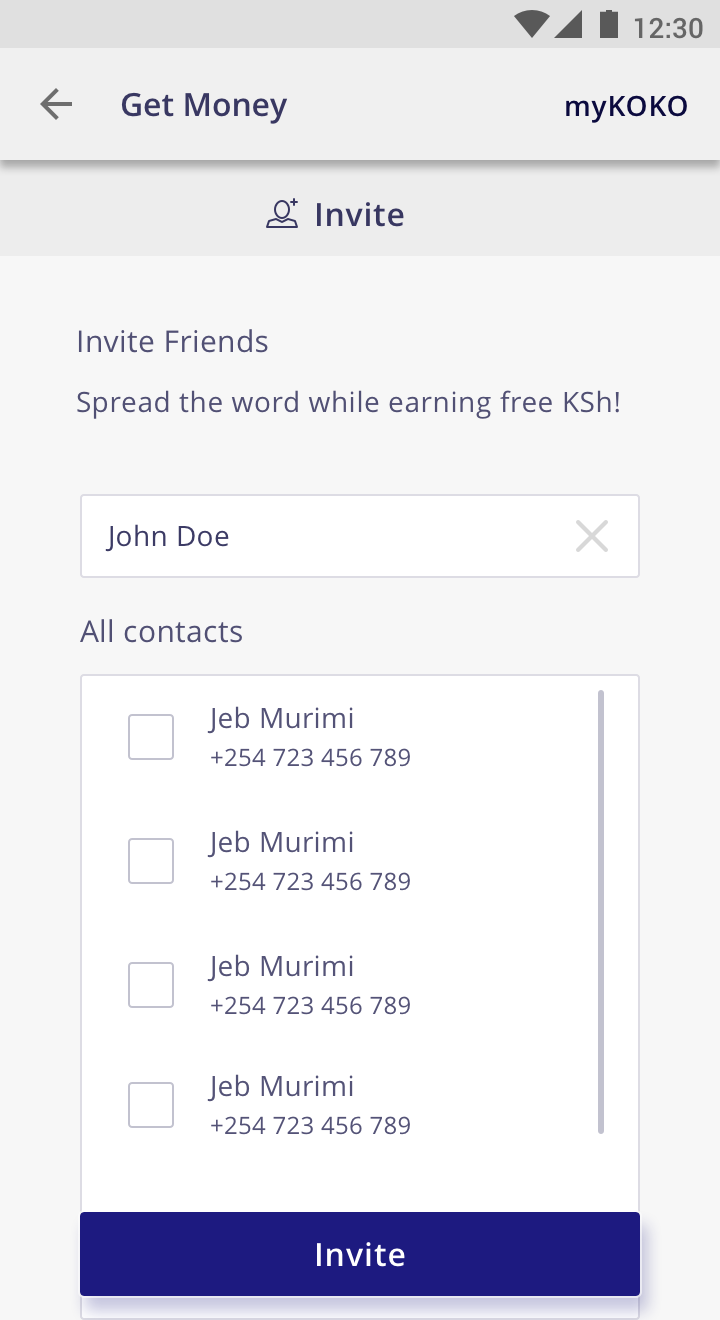 12:30
Get Money
myKOKO
Invite
Invite Friends
Spread the word while earning free KSh!
John Doe
All contacts
Jeb Murimi
+254 723 456 789
Jeb Murimi
+254 723 456 789
Jeb Murimi
+254 723 456 789
Jeb Murimi
+254 723 456 789
Invite